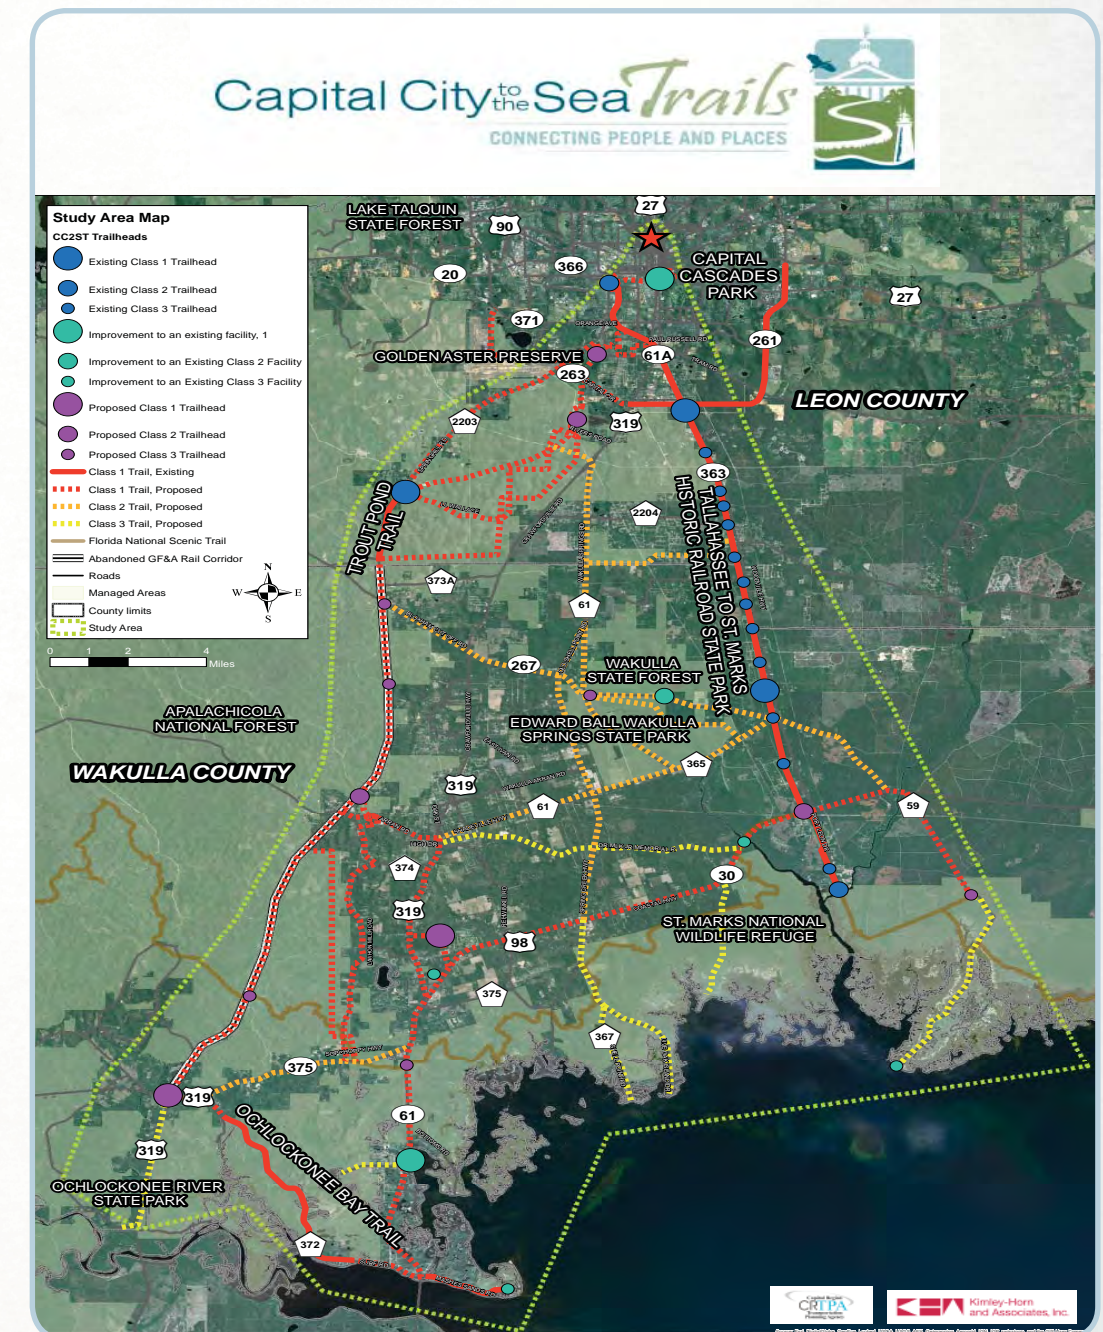 Capital City to the Sea Trails
CONNECTING PEOPLE AND PLACES
Study Area Map
CC2ST Trailheads
Existing Class 1 Trailhead
Existing Class 2 Trailhead
Existing Class 3 Trailhead
Improvement to an existing facility, 1
Improvement to an Existing Class 2 Facility
Improvement to an Existing Class 3 Facility
Proposed Class 1 Trailhead
Proposed Class 2 Trailhead
Proposed Class 3 Trailhead
Class 1 Trail, Existing
Class 1 Trail, Proposed
Class 2 Trail, Proposed
Class 3 Trail, Proposed
Florida National Scenic Trail
Abandoned GF&A Rail Corridor
Roads
Managed Areas
County limits
Study Area
N
W
E
S
0 1 2 4
Miles
LAKE TALQUIN
STATE FOREST
90
27
20
366
CAPITAL
CASCADES
PARK
27
371
ORANGE AVE
261
GOLDEN ASTER PRESERVE
61A
263
LEON COUNTY
2203
319
363
TROUT POND
TRAIL
2204
TALLAHASSEE TO ST. MARKS
HISTORIC RAILROAD STATE PARK
373A
61
267
WAKULLA
STATE FOREST
APALACHICOLA
NATIONAL FOREST
EDWARD BALL WAKULLA
SPRINGS STATE PARK
WAKULLA COUNTY
319
365
61
59
374
30
319
ST. MARKS NATIONAL
WILDLIFE REFUGE
98
375
367
375
319
61
319
OCHLOCKONEE BAY TRAIL
OCHLOCKONEE RIVER
STATE PARK
372
Capital Region
CRTPA
Transportation
Planning Agency
Kimley-Horn
and Associates, Inc.